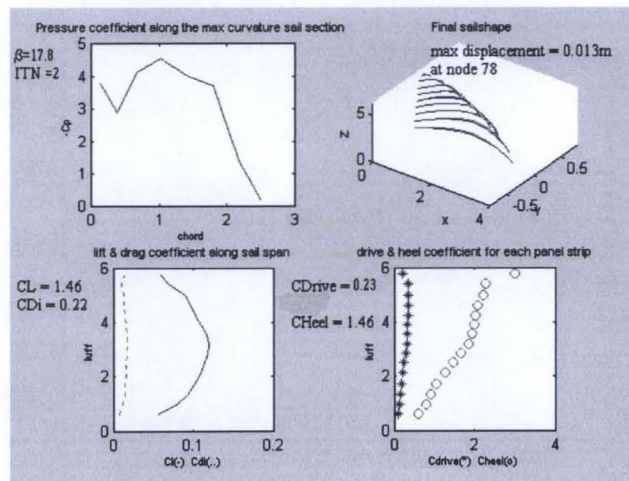 Pressure coefficient along the max curvature sail section
β=17.8
ITN =2
-Cp
5
4
3
2
1
0
0 1 2 3
chord
Final sailshape
max displacement = 0.013m
at node 78
Z
5
0
0
2
4
X
-0.5
0
0.5
Y
lift & drag coefficient along sail span
CL = 1.46
CDi = 0.22
luff
6
4
2
0
0 0.1 0.2
Cl(-) Cdi(..)
drive & heel coefficient for each panel strip
CDrive = 0.23
CHeel = 1.46
luff
6
4
2
0
0 2 4
Cdrive(*) Cheel(o)